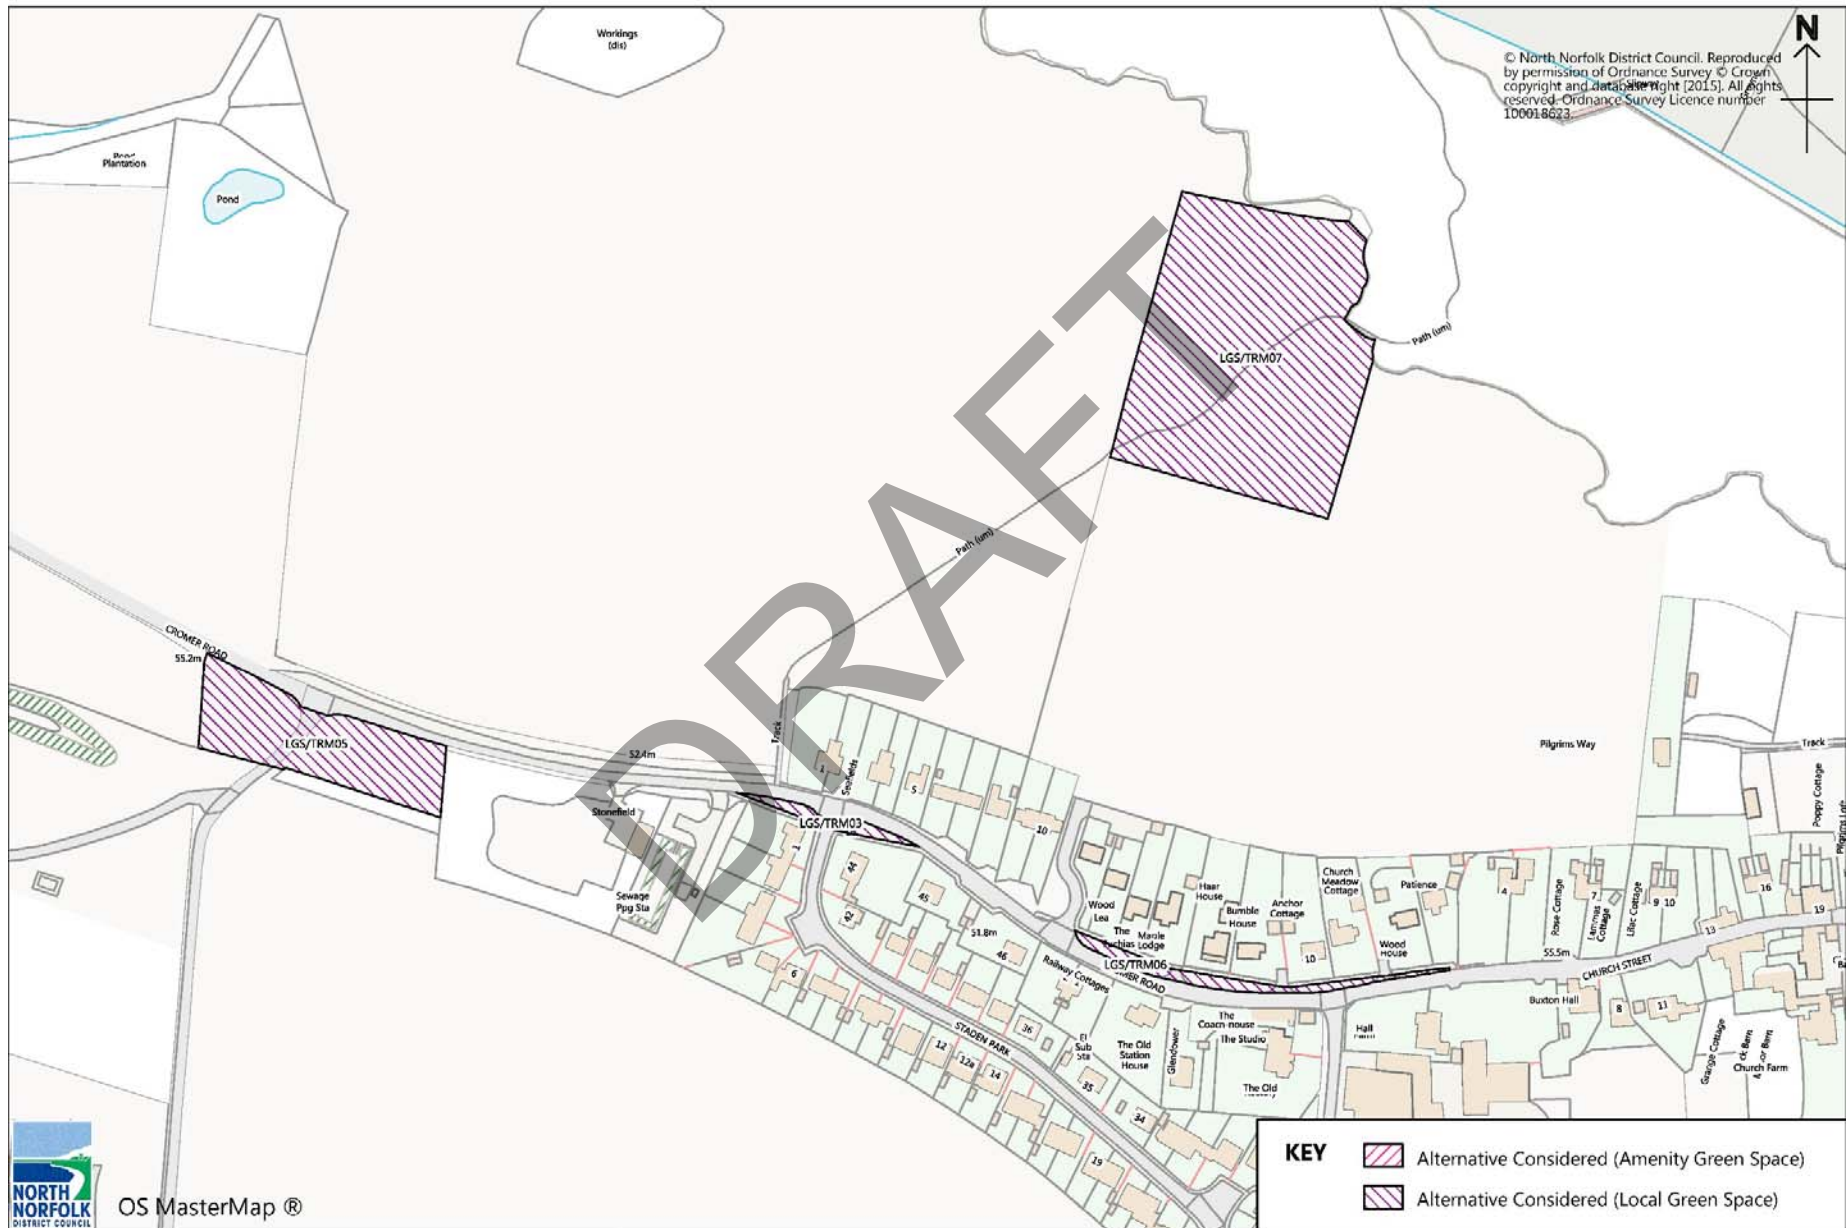 Workings
(dis)
N
© North Norfolk District Council. Reproduced
by permission of Ordnance Survey © Crown
copyright and database right [2015]. All rights
reserved. Ordnance Survey Licence number
100018623.
Plantation
Pond
LGS/TRM07
Path (um)
Path (um)
DRAFT
CROMER ROAD
55.2m
LGS/TRM05
52.4m
Track
Seafields
1
5
10
Stonefield
LGS/TRM03
1
Sewage
Ppg Sta
44
42
45
46
51.8m
6
Pilgrims Way
Track
Poppy Cottage
Wood
Lea
The
Maple
Lodge
Haar
House
Bumble
House
Anchor
Cottage
Church
Meadow
Cottage
Patience
4
Rose Cottage
7
Lammas
Cottage
Lilac Cottage
9 10
16
19
13
10
Wood
House
55.5m
CHURCH STREET
LGS/TRM06
ROAD
Railway Cottages
STADEN PARK
36
El
Sub
Sta
35
34
12
12a
14
19
The Old
Station
House
Glendower
The
The Studio
The Old
Hall
Buxton Hall
8
11
Grange Cottage
Barn
Barn
Church Farm
KEY
Alternative Considered (Amenity Green Space)
Alternative Considered (Local Green Space)
NORTH
NORFOLK
DISTRICT COUNCIL
OS MasterMap ®